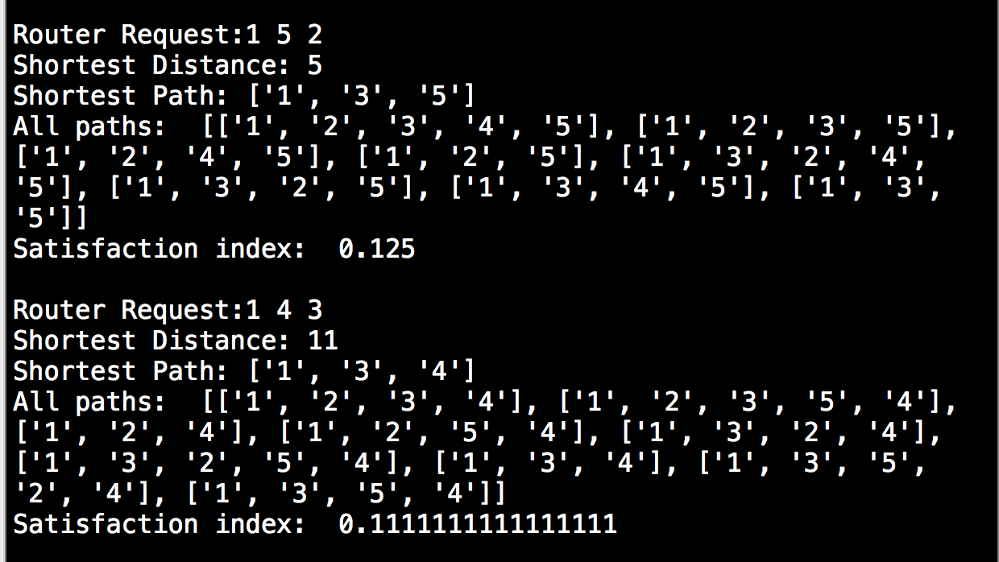 Router Request:1 5 2
Shortest Distance: 5
Shortest Path: ['1', '3', '5']
All paths:  [['1', '2', '3', '4', '5'], ['1', '2', '3', '5'],
['1', '2', '4', '5'], ['1', '2', '5'], ['1', '3', '2', '4',
'5'], ['1', '3', '2', '5'], ['1', '3', '4', '5'], ['1', '3',
'5']]
Satisfaction index:  0.125
Router Request:1 4 3
Shortest Distance: 11
Shortest Path: ['1', '3', '4']
All paths:  [['1', '2', '3', '4'], ['1', '2', '3', '5', '4'],
['1', '2', '4'], ['1', '2', '5', '4'], ['1', '3', '2', '4'],
['1', '3', '2', '5', '4'], ['1', '3', '4'], ['1', '3', '5',
'2', '4'], ['1', '3', '5', '4']]
Satisfaction index:  0.1111111111111111